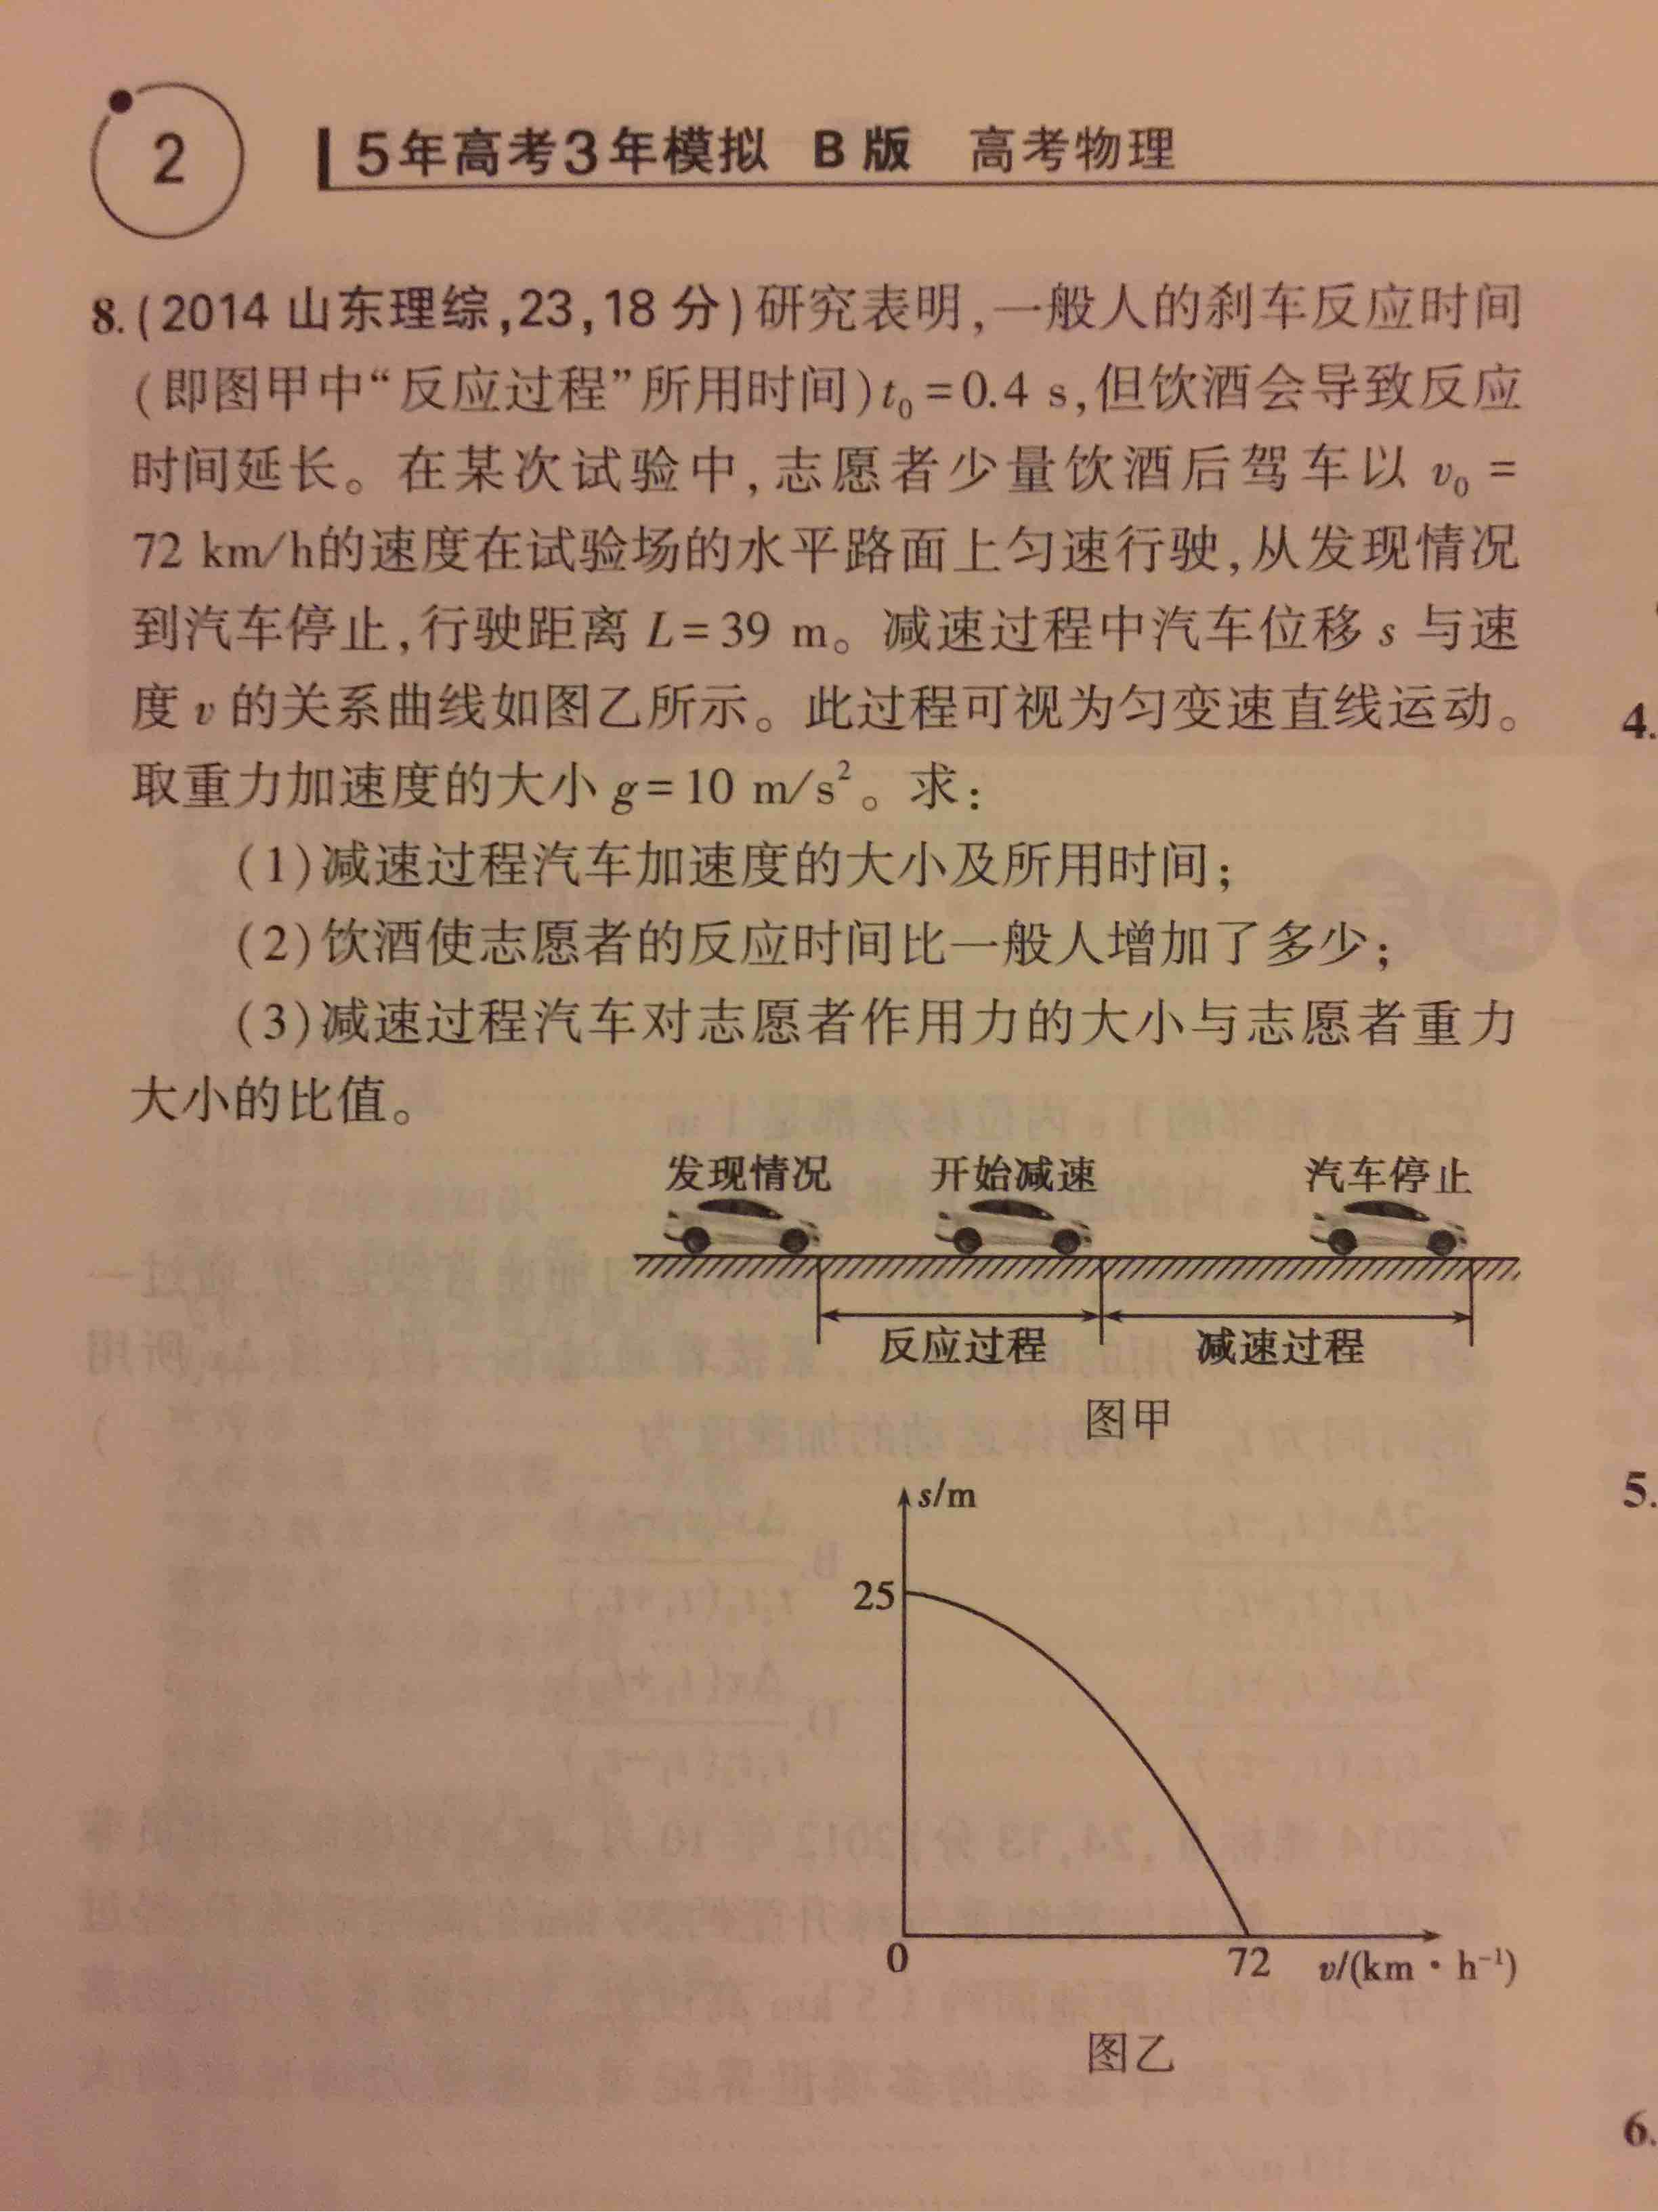 2
5年高考3年模拟 B版 高考物理
8.(2014 山东理综,23,18 分)研究表明,一般人的刹车反应时间
(即图甲中“反应过程”所用时间)t₀=0.4 s,但饮酒会导致反应
时间延长。在某次试验中,志愿者少量饮酒后驾车以 v₀=
72 km/h的速度在试验场的水平路面上匀速行驶,从发现情况
到汽车停止,行驶距离 L=39 m。减速过程中汽车位移 s 与速
度 v 的关系曲线如图乙所示。此过程可视为匀变速直线运动。
取重力加速度的大小 g=10 m/s²。求:
(1)减速过程汽车加速度的大小及所用时间;
(2)饮酒使志愿者的反应时间比一般人增加了多少;
(3)减速过程汽车对志愿者作用力的大小与志愿者重力
大小的比值。
发现情况 开始减速 汽车停止
反应过程 减速过程
图甲
s/m
25
0 72 v/(km·h⁻¹)
图乙
4.
5.
6.